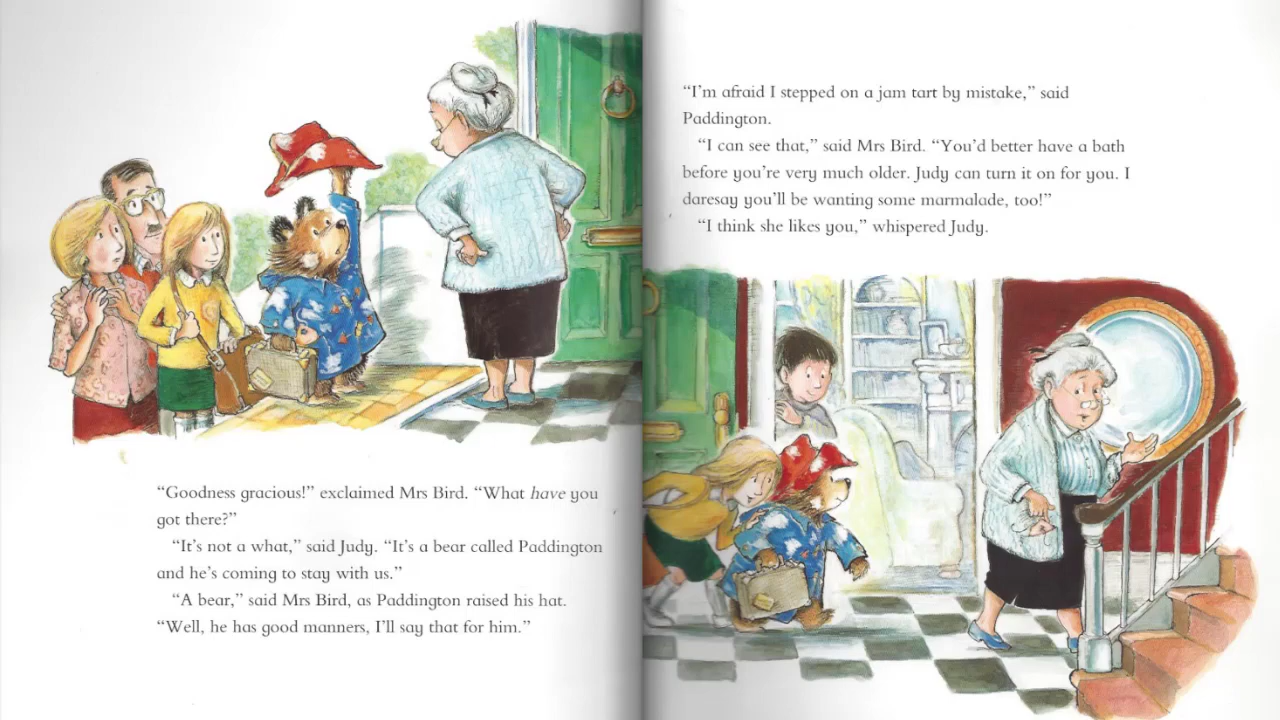 “Goodness gracious!” exclaimed Mrs Bird. “What have you
got there?”
“It’s not a what,” said Judy. “It’s a bear called Paddington
and he’s coming to stay with us.”
“A bear,” said Mrs Bird, as Paddington raised his hat.
“Well, he has good manners, I’ll say that for him.”
“I’m afraid I stepped on a jam tart by mistake,” said
Paddington.
“I can see that,” said Mrs Bird. “You’d better have a bath
before you’re very much older. Judy can turn it on for you. I
daresay you’ll be wanting some marmalade, too!”
“I think she likes you,” whispered Judy.